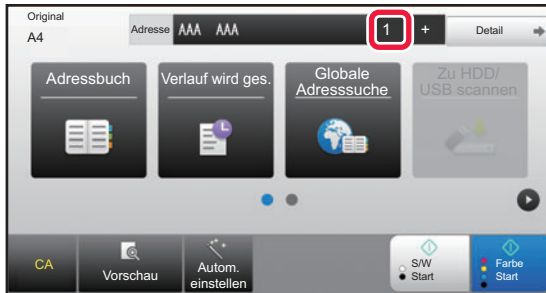 Original
A4
Adresse AAA AAA 1 + Detail
Adressbuch
Verlauf wird ges.
Globale
Adresssuche
Zu HDD/
USB scannen
CA
Vorschau
Autom.
einstellen
S/W
Start
Farbe
Start